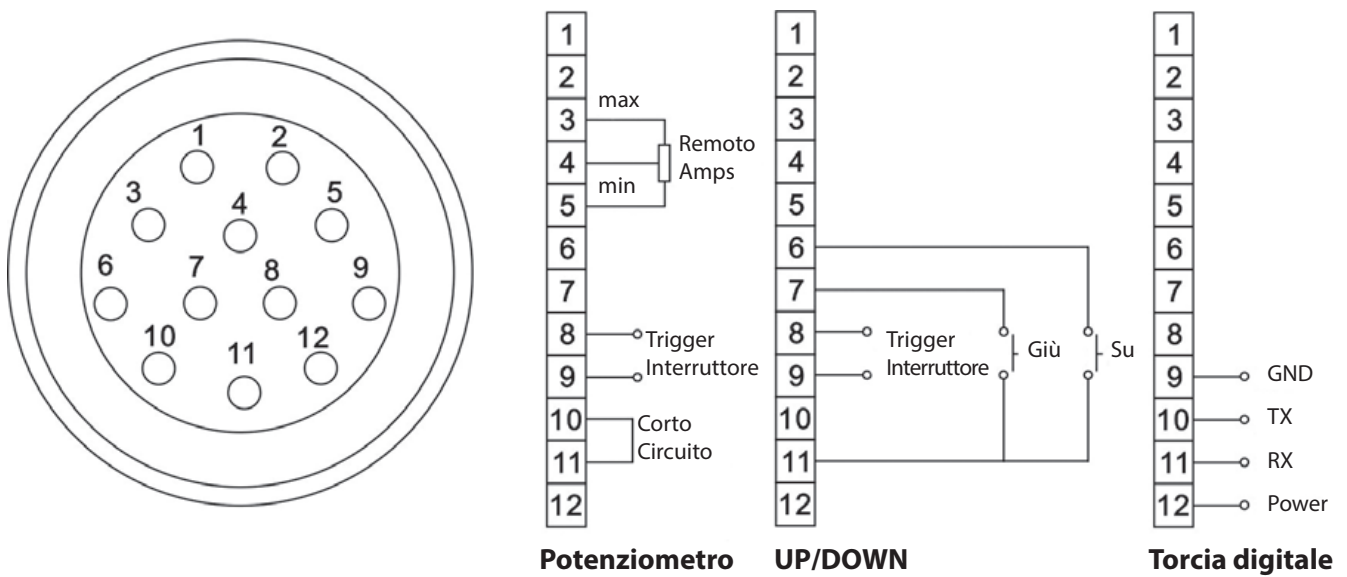 1 2
3 4 5
6 7 8 9
10 11 12
1
2
3
4
5
6
7
8
9
10
11
12
max
min
Remoto
Amps
Trigger
Interruttore
Corto
Circuito
Potenziometro
1
2
3
4
5
6
7
8
9
10
11
12
Trigger
Interruttore
Giù
Su
UP/DOWN
1
2
3
4
5
6
7
8
9
10
11
12
GND
TX
RX
Power
Torcia digitale